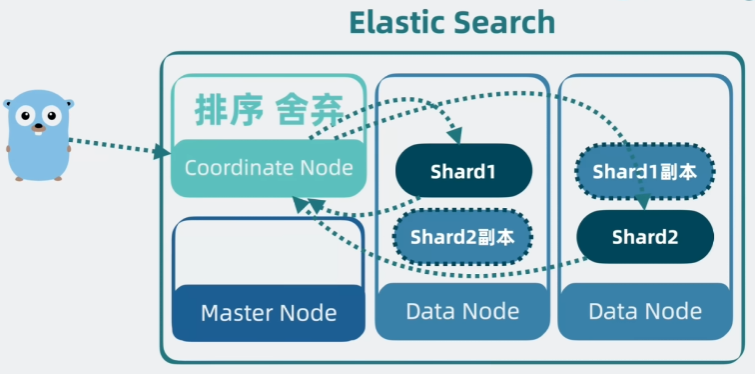 Elastic Search
排序 舍弃
Coordinate Node
Shard1
Shard1副本
Shard2副本
Shard2
Master Node
Data Node
Data Node